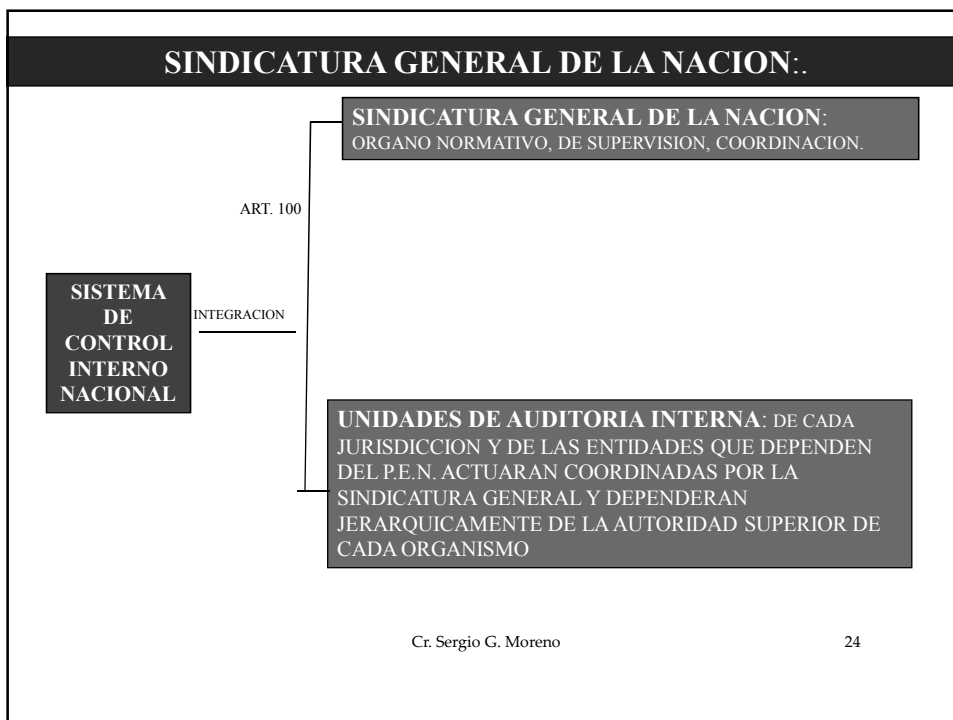 SINDICATURA GENERAL DE LA NACION:.
SINDICATURA GENERAL DE LA NACION:
ORGANO NORMATIVO, DE SUPERVISION, COORDINACION.
ART. 100
SISTEMA
DE
CONTROL
INTERNO
NACIONAL
INTEGRACION
UNIDADES DE AUDITORIA INTERNA: DE CADA
JURISDICCION Y DE LAS ENTIDADES QUE DEPENDEN
DEL P.E.N. ACTUARAN COORDINADAS POR LA
SINDICATURA GENERAL Y DEPENDERAN
JERARQUICAMENTE DE LA AUTORIDAD SUPERIOR DE
CADA ORGANISMO
Cr. Sergio G. Moreno 24